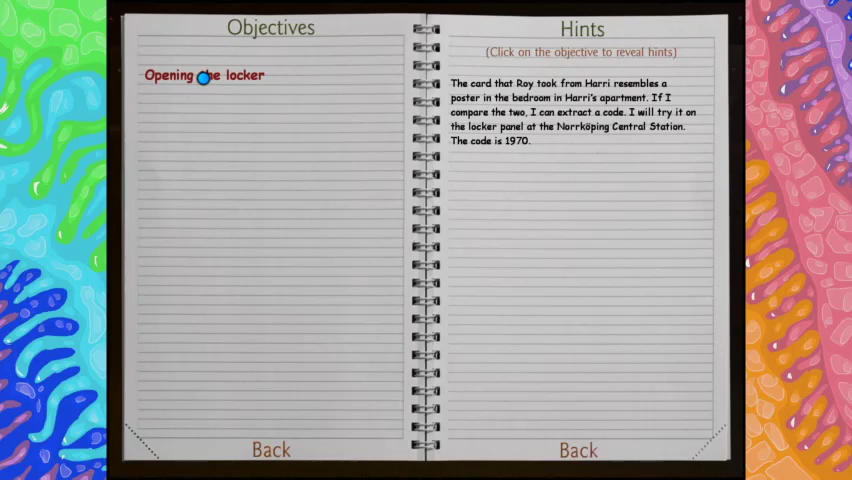 Objectives
Hints
(Click on the objective to reveal hints)
Opening the locker
The card that Roy took from Harri resembles a
poster in the bedroom in Harri's apartment. If I
compare the two, I can extract a code. I will try it on
the locker panel at the Norrköping Central Station.
The code is 1970.
Back
Back